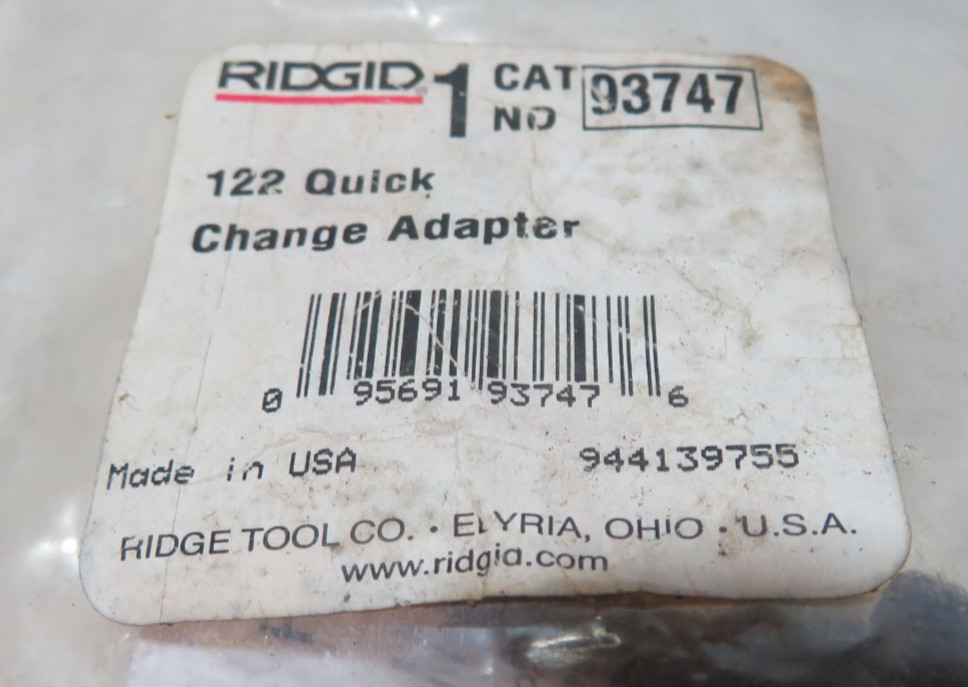 RIDGID® 1 CAT NO 93747
122 Quick
Change Adapter
0 95691 93747 6
Made in USA 944139755
RIDGE TOOL CO. · ELYRIA, OHIO · U.S.A.
www.ridgid.com